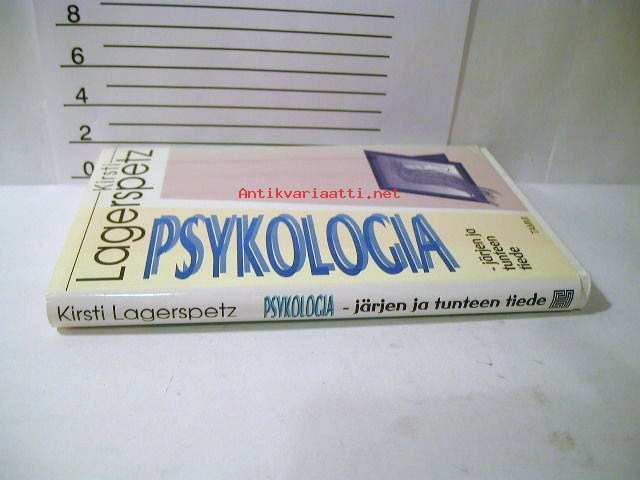 8
6
4
2
0
Kirsti
Lagerspetz
Antikvariaatti.net
PSYKOLOGIA
- järjen ja
tunteen
tiede
Kirsti Lagerspetz PSYKOLOGIA - järjen ja tunteen tiede